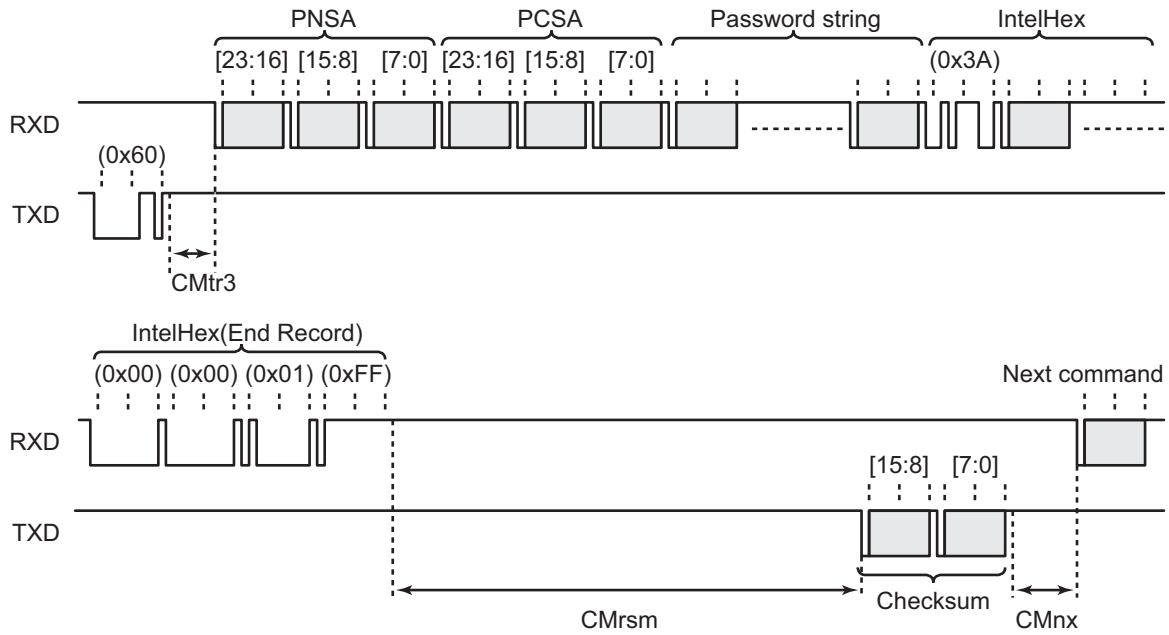 PNSA PCSA Password string IntelHex
[23:16] [15:8] [7:0] [23:16] [15:8] [7:0] (0x3A)
RXD
(0x60)
TXD
CMtr3
IntelHex(End Record)
(0x00) (0x00) (0x01) (0xFF) Next command
RXD
[15:8] [7:0]
TXD
Checksum
CMrsm CMnx